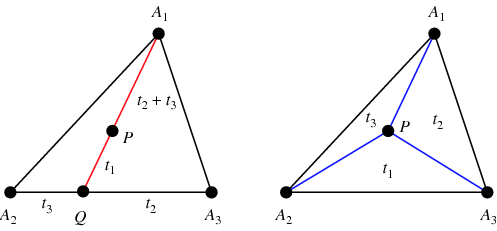 A₁
t₂ + t₃
P
t₁
t₃
t₂
A₂
Q
A₃
A₁
t₃
P
t₂
t₁
A₂
A₃